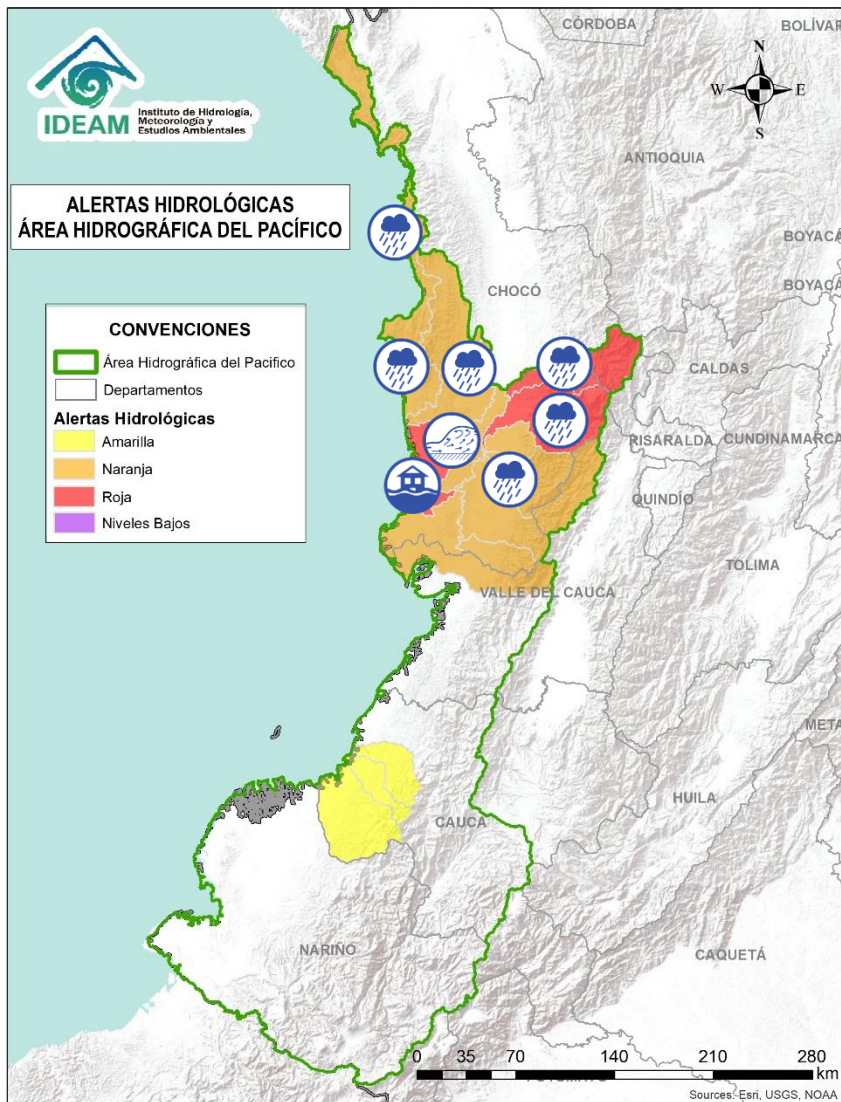 IDEAM
Instituto de Hidrología,
Meteorología y
Estudios Ambientales
ALERTAS HIDROLÓGICAS
ÁREA HIDROGRÁFICA DEL PACÍFICO
CONVENCIONES
Área Hidrográfica del Pacifico
Departamentos
Alertas Hidrológicas
Amarilla
Naranja
Roja
Niveles Bajos
N
W E
S
CÓRDOBA
BOLÍVAR
ANTIOQUIA
BOYACÁ
BOYACÁ
CHOCÓ
CALDAS
RISARALDA
CUNDINAMARCA
QUINDÍO
TOLIMA
VALLE DEL CAUCA
META
HUILA
CAUCA
NARIÑO
CAQUETÁ
0 35 70 140 210 280
km
Sources: Esri, USGS, NOAA